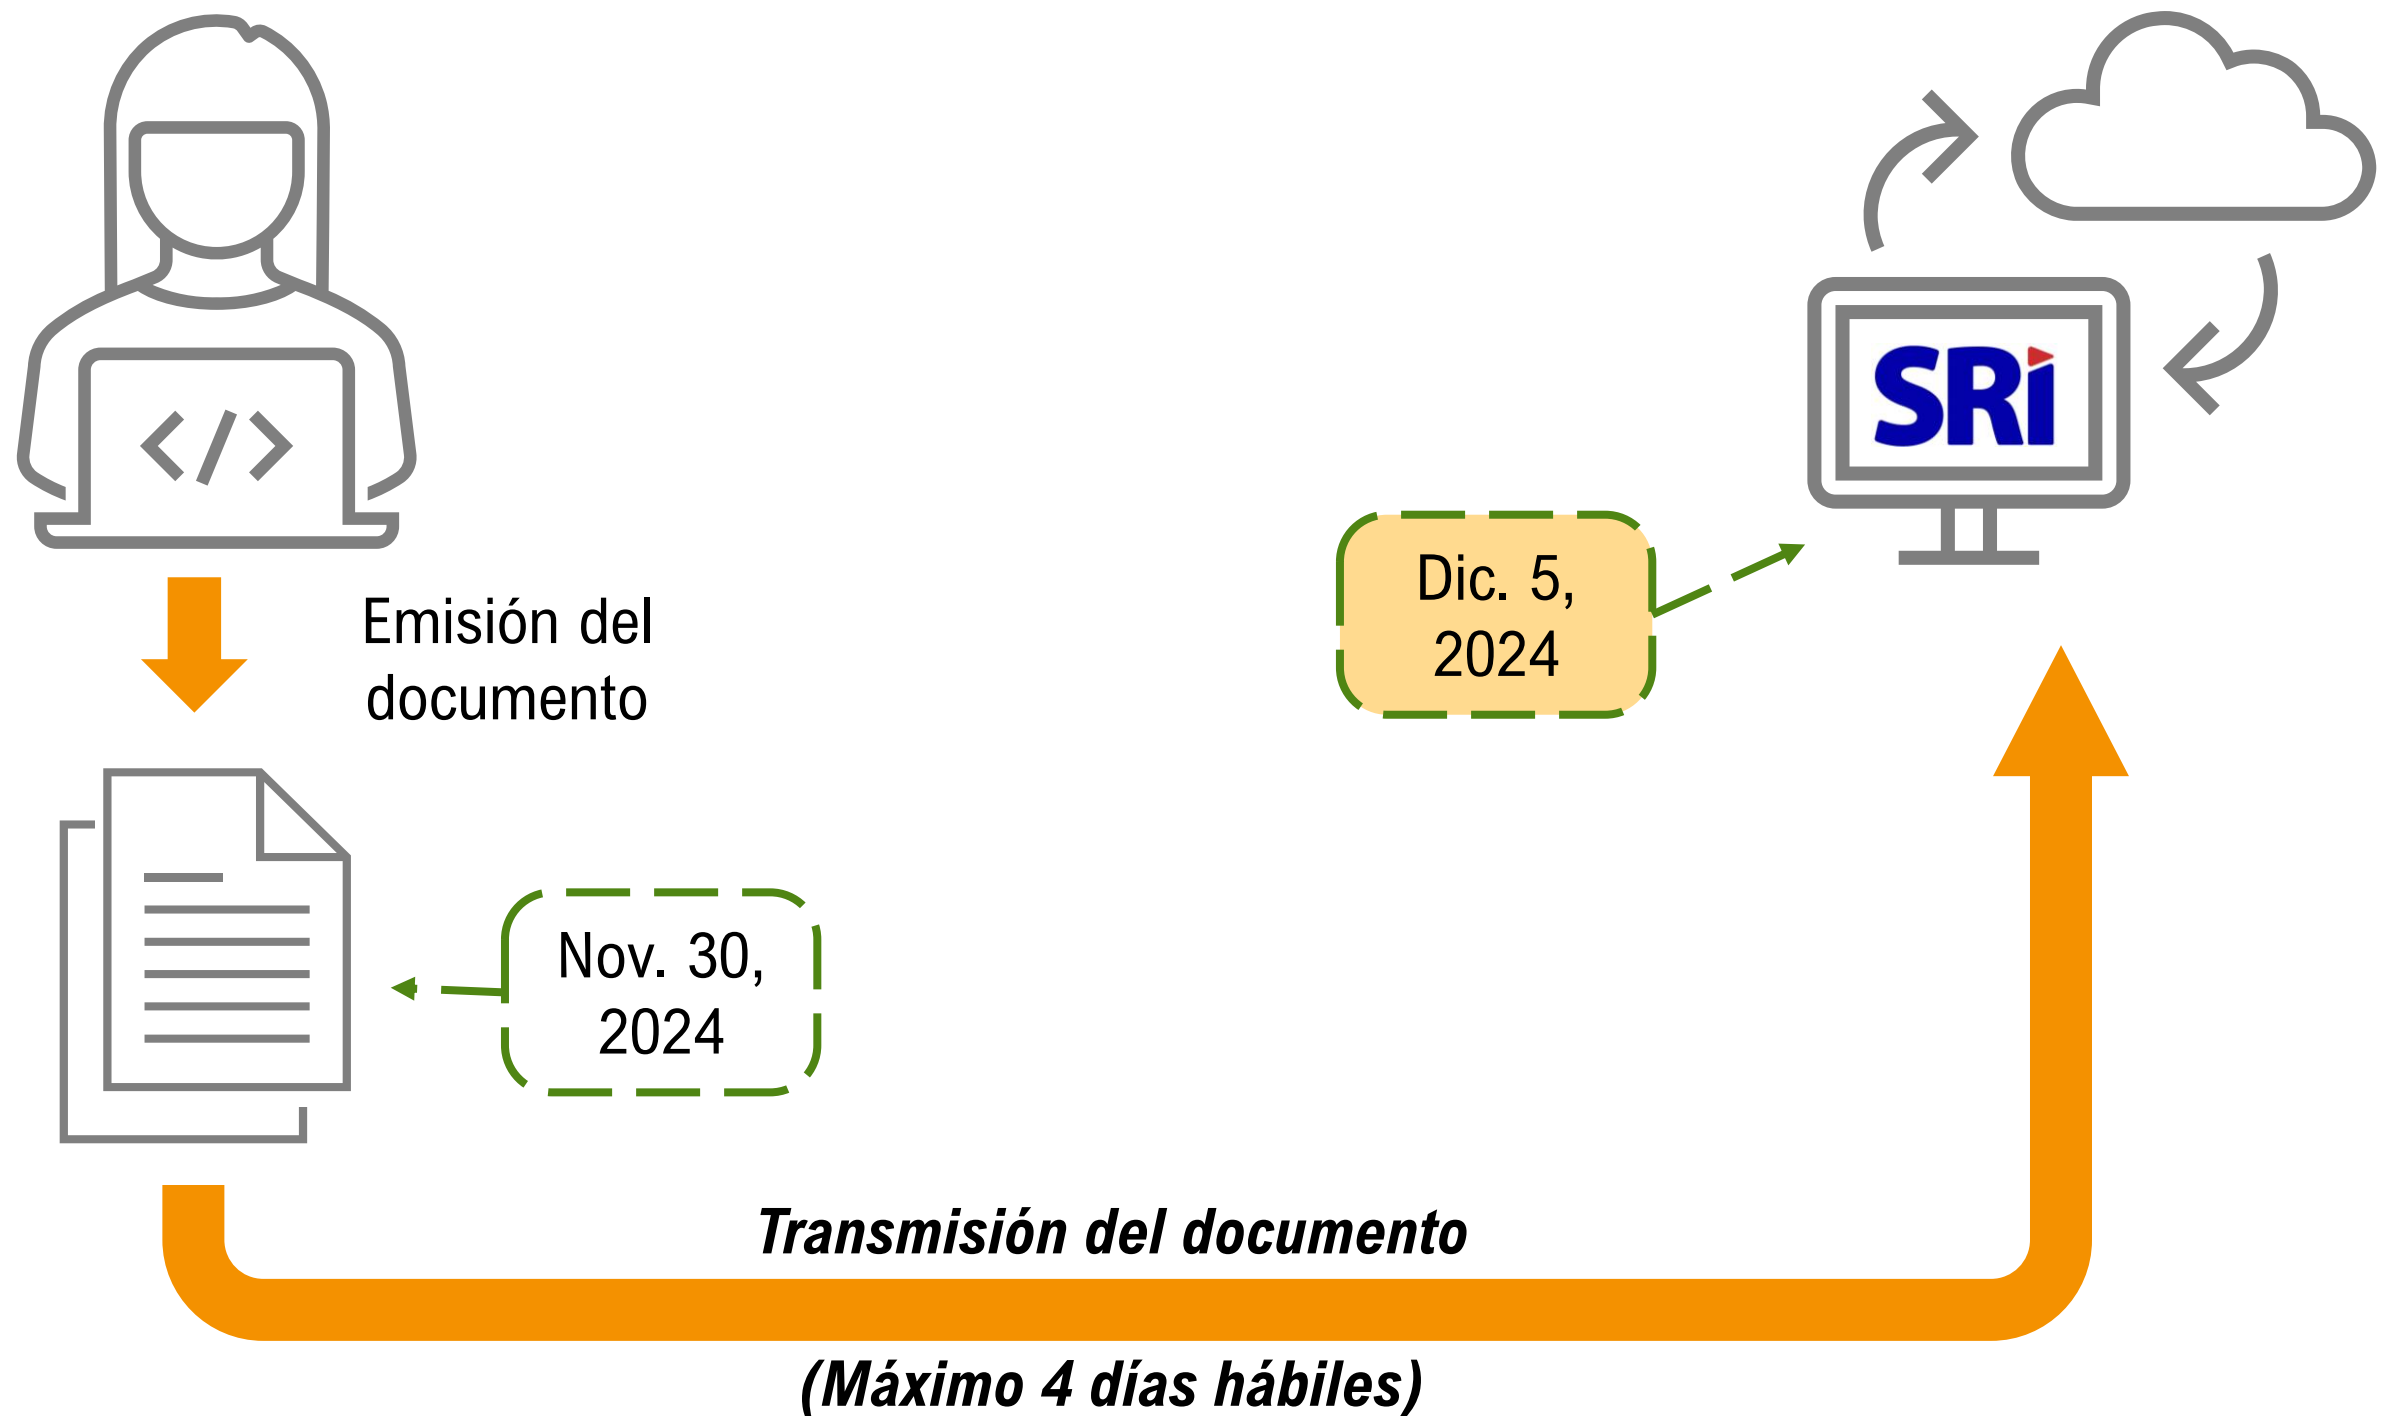 SRi
Emisión del
documento
Dic. 5,
2024
Nov. 30,
2024
Transmisión del documento
(Máximo 4 días hábiles)